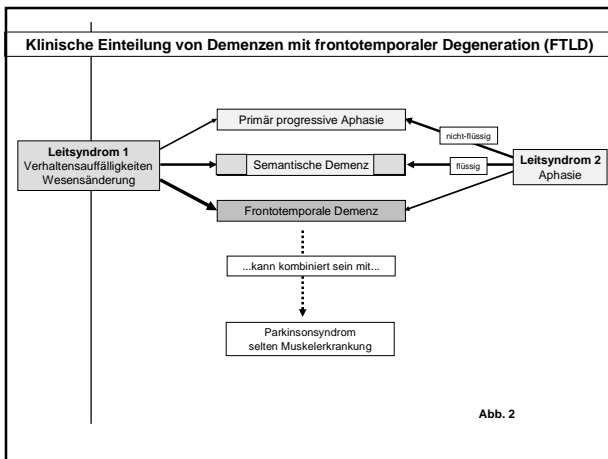 Klinische Einteilung von Demenzen mit frontotemporaler Degeneration (FTLD)
Primär progressive Aphasie
nicht-flüssig
Leitsyndrom 1
Verhaltensauffälligkeiten
Wesensänderung
Semantische Demenz
flüssig
Leitsyndrom 2
Aphasie
Frontotemporale Demenz
...kann kombiniert sein mit...
Parkinsonsyndrom
selten Muskelerkrankung
Abb. 2